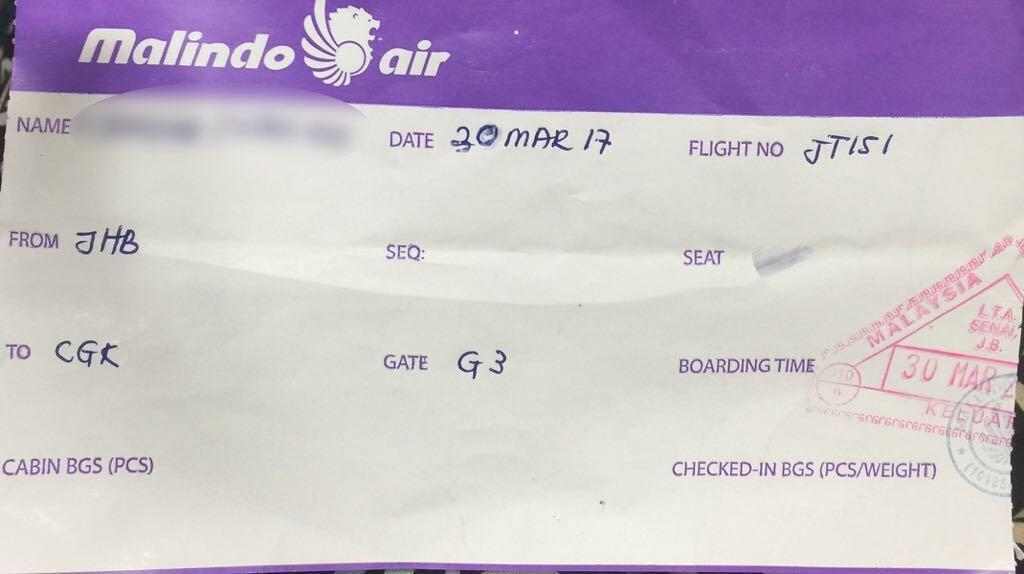 Malindo air
NAME
DATE 30 MAR 17
FLIGHT NO JT151
FROM JHB
SEQ:
SEAT
TO CGK
GATE G3
BOARDING TIME
MALAYSIA
L.T.A.
SENAI,
J.B.
30 MAR
KELUAR
CABIN BGS (PCS)
CHECKED-IN BGS (PCS/WEIGHT)